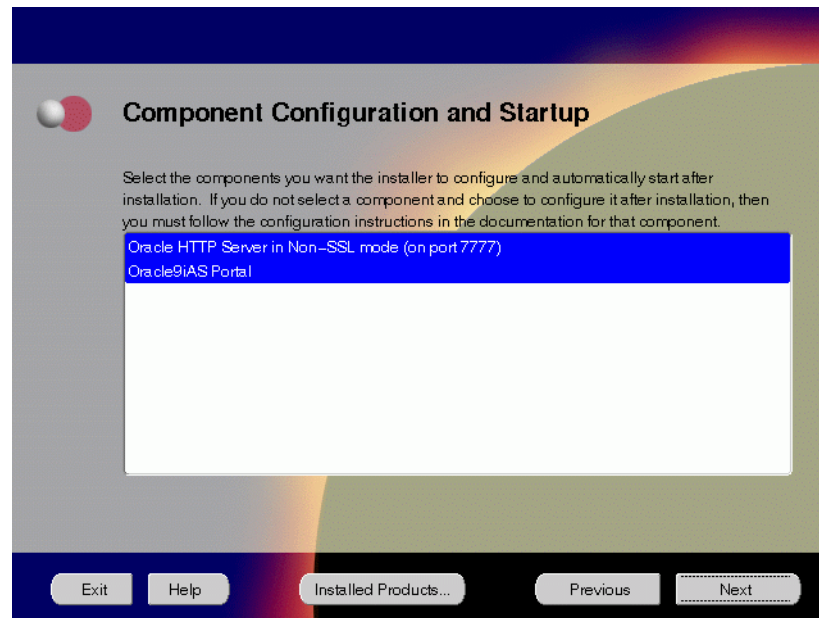 Component Configuration and Startup
Select the components you want the installer to configure and automatically start after
installation. If you do not select a component and choose to configure it after installation, then
you must follow the configuration instructions in the documentation for that component.
Oracle HTTP Server in Non-SSL mode (on port 7777)
Oracle9iAS Portal
Exit
Help
Installed Products...
Previous
Next